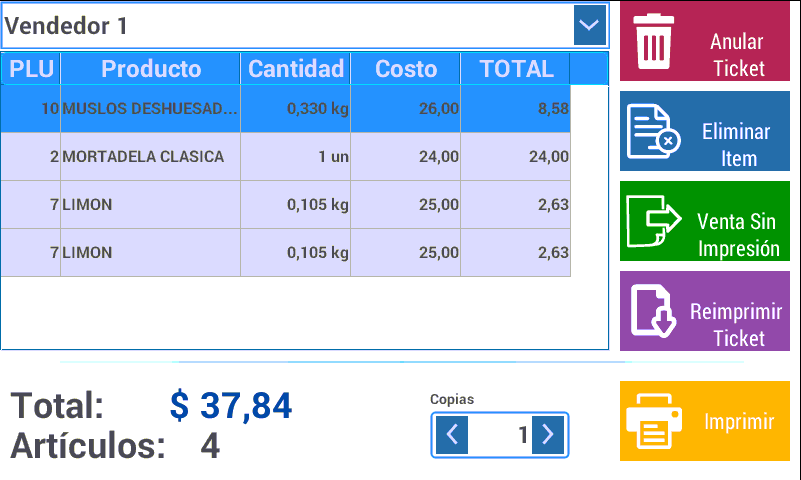 Vendedor 1
PLU Producto Cantidad Costo TOTAL
10 MUSLOS DESHUESAD... 0,330 kg 26,00 8,58
2 MORTADELA CLASICA 1 un 24,00 24,00
7 LIMON 0,105 kg 25,00 2,63
7 LIMON 0,105 kg 25,00 2,63
Total: $ 37,84
Artículos: 4
Copias
1
Anular
Ticket
Eliminar
Item
Venta Sin
Impresión
Reimprimir
Ticket
Imprimir